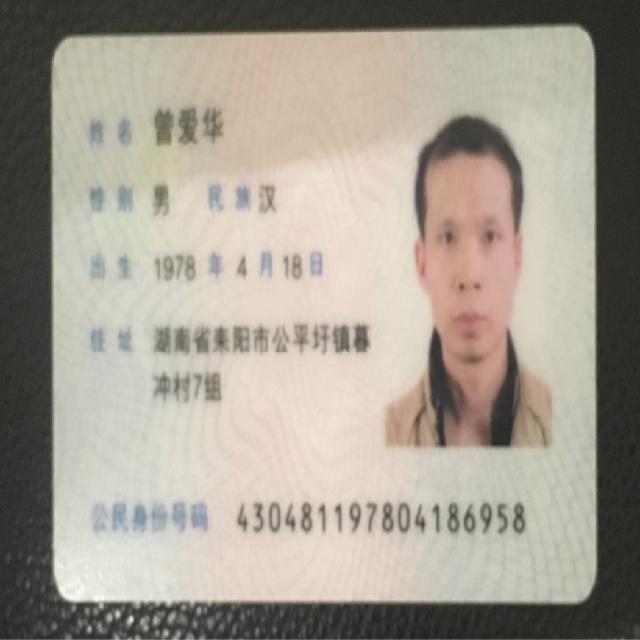 姓名 曾爱华
性别 男 民族 汉
出生 1978 年 4 月 18 日
住址 湖南省耒阳市公平圩镇暮
冲村7组
公民身份号码 430481197804186958